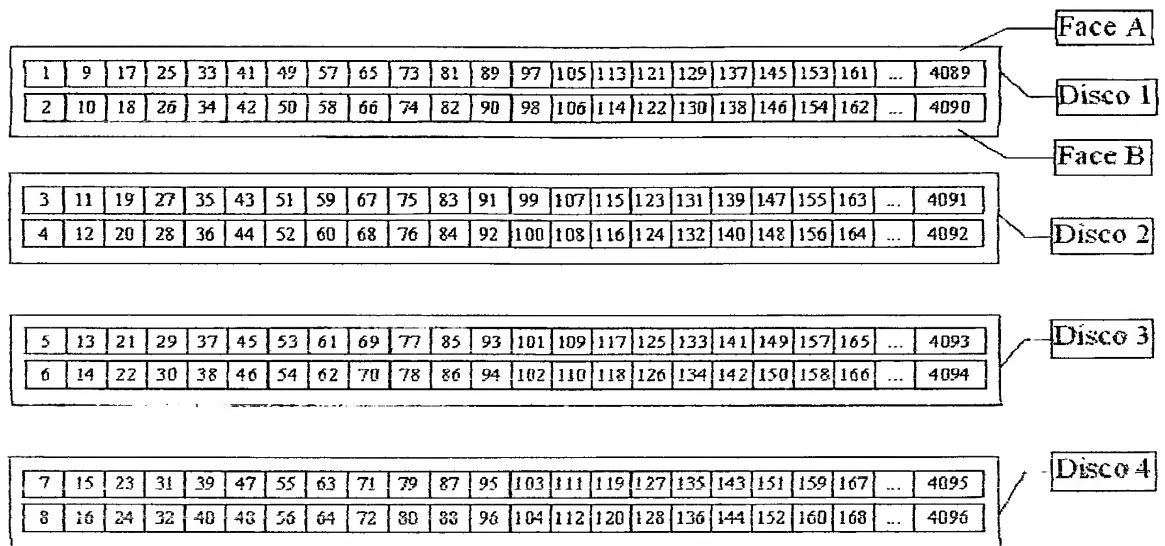 Face A
1 9 17 25 33 41 49 57 65 73 81 89 97 105 113 121 129 137 145 153 161 ... 4089
Disco 1
2 10 18 26 34 42 50 58 66 74 82 90 98 106 114 122 130 138 146 154 162 ... 4090
Face B
3 11 19 27 35 43 51 59 67 75 83 91 99 107 115 123 131 139 147 155 163 ... 4091
4 12 20 28 36 44 52 60 68 76 84 92 100 108 116 124 132 140 148 156 164 ... 4092
Disco 2
5 13 21 29 37 45 53 61 69 77 85 93 101 109 117 125 133 141 149 157 165 ... 4093
Disco 3
6 14 22 30 38 46 54 62 70 78 86 94 102 110 118 126 134 142 150 158 166 ... 4094
7 15 23 31 39 47 55 63 71 79 87 95 103 111 119 127 135 143 151 159 167 ... 4095
Disco 4
8 16 24 32 40 48 56 64 72 80 88 96 104 112 120 128 136 144 152 160 168 ... 4096